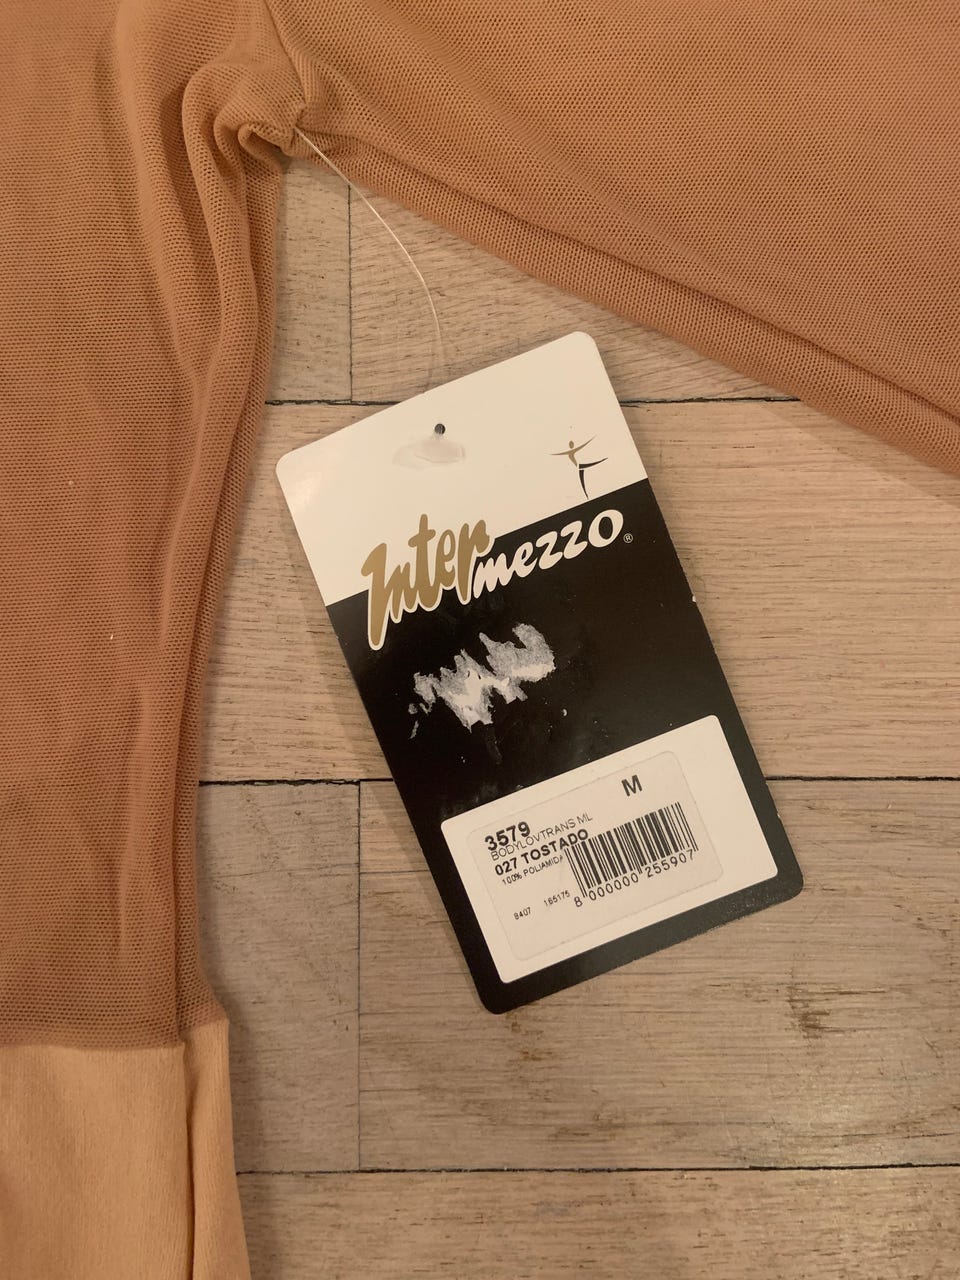 Intermezzo®
M
3579
BODYLOVTRANS ML
027 TOSTADO
100% POLIAMIDA
8407 165175
8 000000 255907